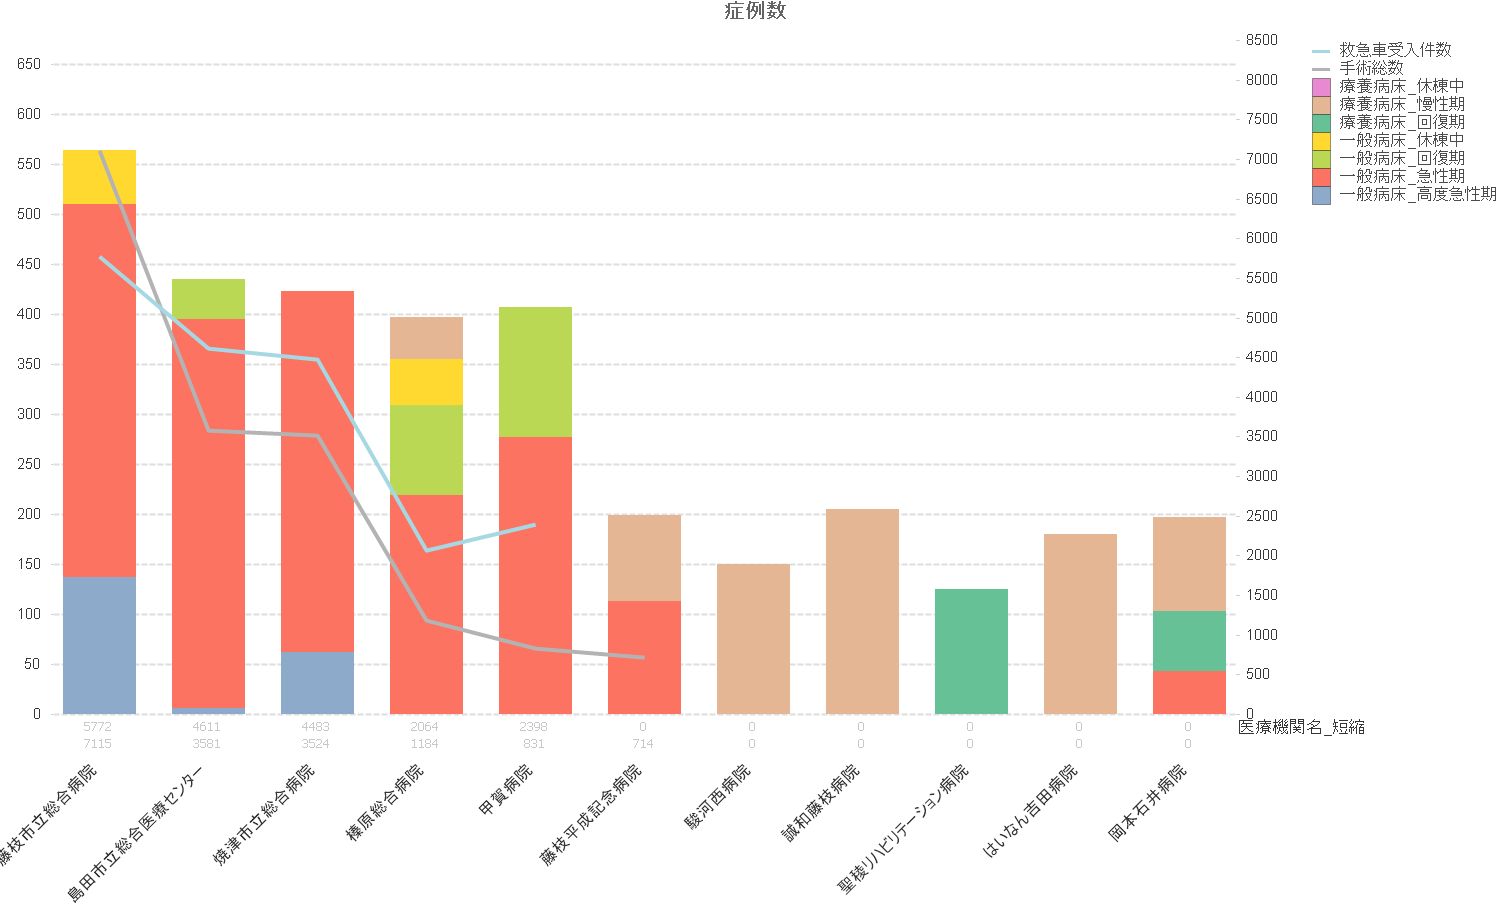 症例数
650
600
550
500
450
400
350
300
250
200
150
100
50
0
8500
8000
7500
7000
6500
6000
5500
5000
4500
4000
3500
3000
2500
2000
1500
1000
500
0
救急車受入件数
手術総数
療養病床_休棟中
療養病床_慢性期
療養病床_回復期
一般病床_休棟中
一般病床_回復期
一般病床_急性期
一般病床_高度急性期
5772 4611 4483 2064 2398 0 0 0 0 0 0
7115 3581 3524 1184 831 714 0 0 0 0 0
医療機関名_短縮
藤枝市立総合病院
島田市立総合医療センター
焼津市立総合病院
榛原総合病院
甲賀病院
藤枝平成記念病院
駿河西病院
誠和藤枝病院
聖稜リハビリテーション病院
はいなん吉田病院
岡本石井病院